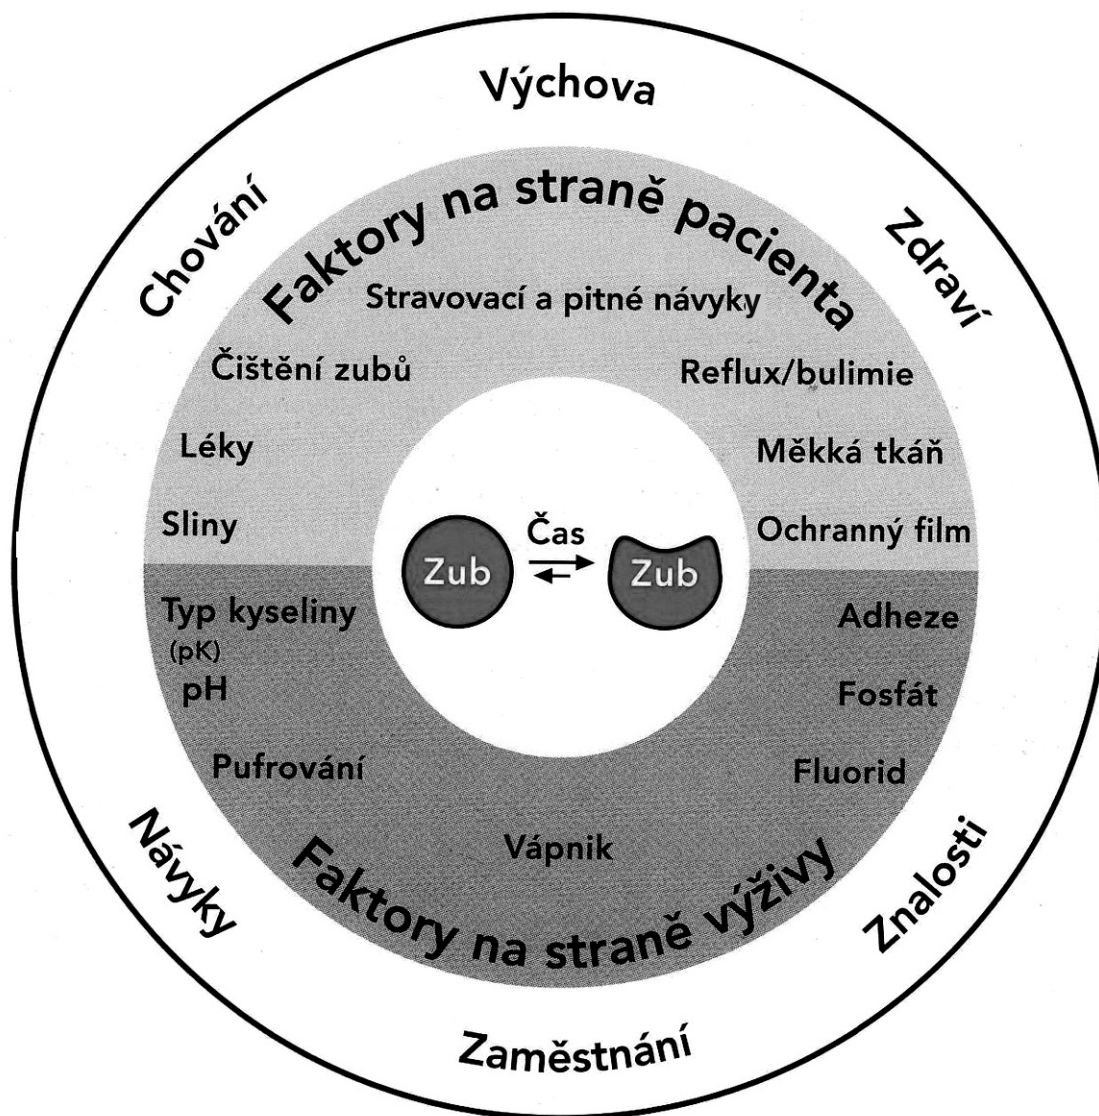 Výchova
Chování
Zdraví
Faktory na straně pacienta
Stravovací a pitné návyky
Čištění zubů
Reflux/bulimie
Léky
Měkká tkáň
Sliny
Ochranný film
Čas
Zub
Zub
Typ kyseliny
(pK)
pH
Adheze
Fosfát
Pufrování
Fluorid
Vápnik
Faktory na straně výživy
Návyky
Znalosti
Zaměstnání